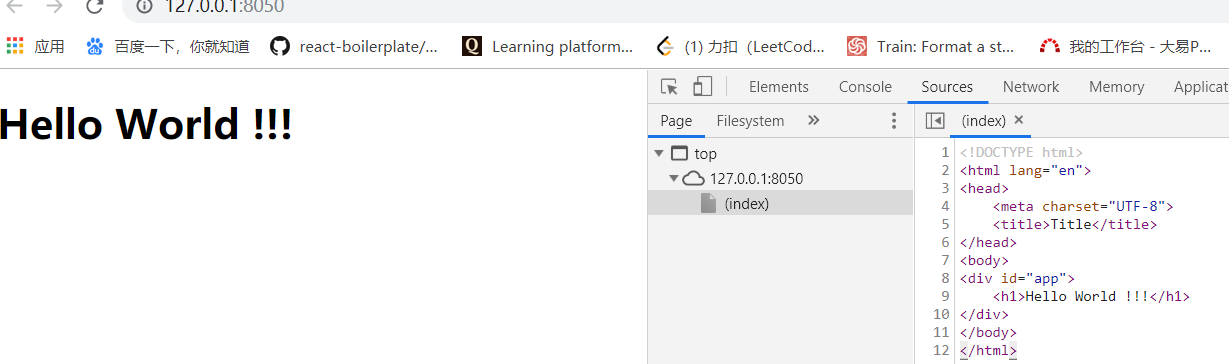 127.0.0.1:8050
应用 百度一下，你就知道 react-boilerplate/... Learning platform... (1) 力扣（LeetCod... Train: Format a st... 我的工作台 - 大易P...
Hello World !!!
Elements Console Sources Network Performance Memory Applicat
Page Filesystem » (index) ×
top
127.0.0.1:8050
(index)
1 <!DOCTYPE html>
2 <html lang="en">
3 <head>
4 <meta charset="UTF-8">
5 <title>Title</title>
6 </head>
7 <body>
8 <div id="app">
9 <h1>Hello World !!!</h1>
10 </div>
11 </body>
12 </html>